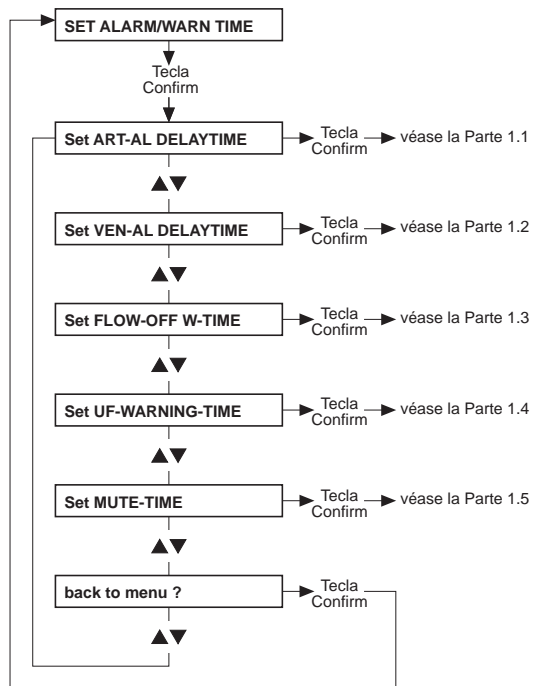 SET ALARM/WARN TIME
Tecla
Confirm
Set ART-AL DELAYTIME
Tecla
Confirm
véase la Parte 1.1
Set VEN-AL DELAYTIME
Tecla
Confirm
véase la Parte 1.2
Set FLOW-OFF W-TIME
Tecla
Confirm
véase la Parte 1.3
Set UF-WARNING-TIME
Tecla
Confirm
véase la Parte 1.4
Set MUTE-TIME
Tecla
Confirm
véase la Parte 1.5
back to menu ?
Tecla
Confirm